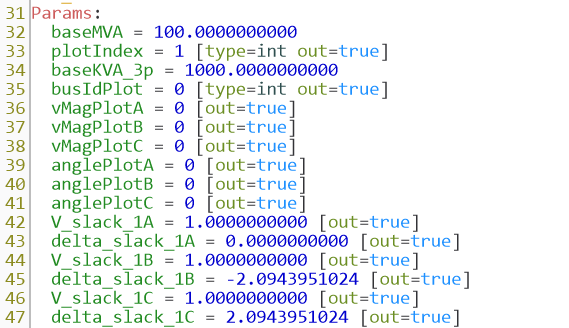 31 Params:
32 baseMVA = 100.0000000000
33 plotIndex = 1 [type=int out=true]
34 baseKVA_3p = 1000.0000000000
35 busIdPlot = 0 [type=int out=true]
36 vMagPlotA = 0 [out=true]
37 vMagPlotB = 0 [out=true]
38 vMagPlotC = 0 [out=true]
39 anglePlotA = 0 [out=true]
40 anglePlotB = 0 [out=true]
41 anglePlotC = 0 [out=true]
42 V_slack_1A = 1.0000000000 [out=true]
43 delta_slack_1A = 0.0000000000 [out=true]
44 V_slack_1B = 1.0000000000 [out=true]
45 delta_slack_1B = -2.0943951024 [out=true]
46 V_slack_1C = 1.0000000000 [out=true]
47 delta_slack_1C = 2.0943951024 [out=true]